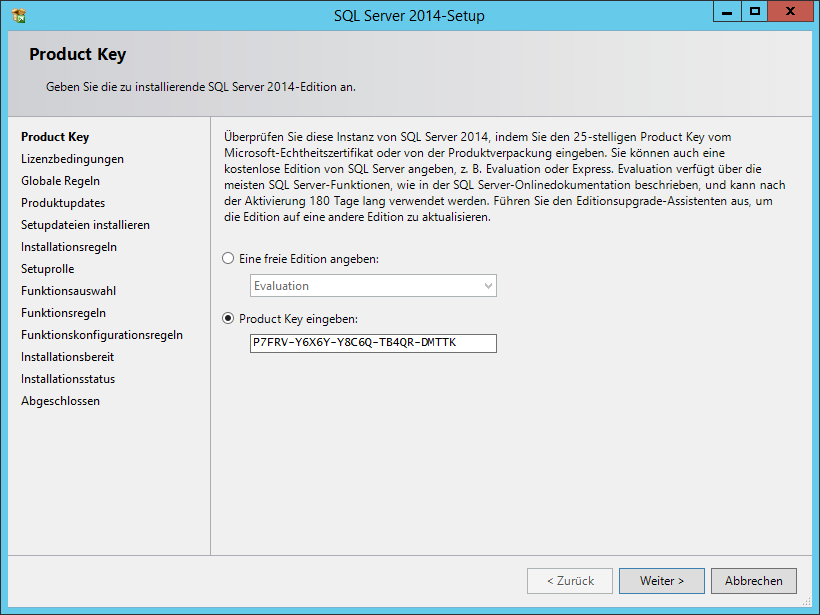 SQL Server 2014-Setup
Product Key
Geben Sie die zu installierende SQL Server 2014-Edition an.
Product Key
Lizenzbedingungen
Globale Regeln
Produktupdates
Setupdateien installieren
Installationsregeln
Setuprolle
Funktionsauswahl
Funktionsregeln
Funktionskonfigurationsregeln
Installationsbereit
Installationsstatus
Abgeschlossen
Überprüfen Sie diese Instanz von SQL Server 2014, indem Sie den 25-stelligen Product Key vom
Microsoft-Echtheitszertifikat oder von der Produktverpackung eingeben. Sie können auch eine
kostenlose Edition von SQL Server angeben, z. B. Evaluation oder Express. Evaluation verfügt über die
meisten SQL Server-Funktionen, wie in der SQL Server-Onlinedokumentation beschrieben, und kann nach
der Aktivierung 180 Tage lang verwendet werden. Führen Sie den Editionsupgrade-Assistenten aus, um
die Edition auf eine andere Edition zu aktualisieren.
Eine freie Edition angeben:
Evaluation
Product Key eingeben:
P7FRV-Y6X6Y-Y8C6Q-TB4QR-DMTTK
< Zurück
Weiter >
Abbrechen